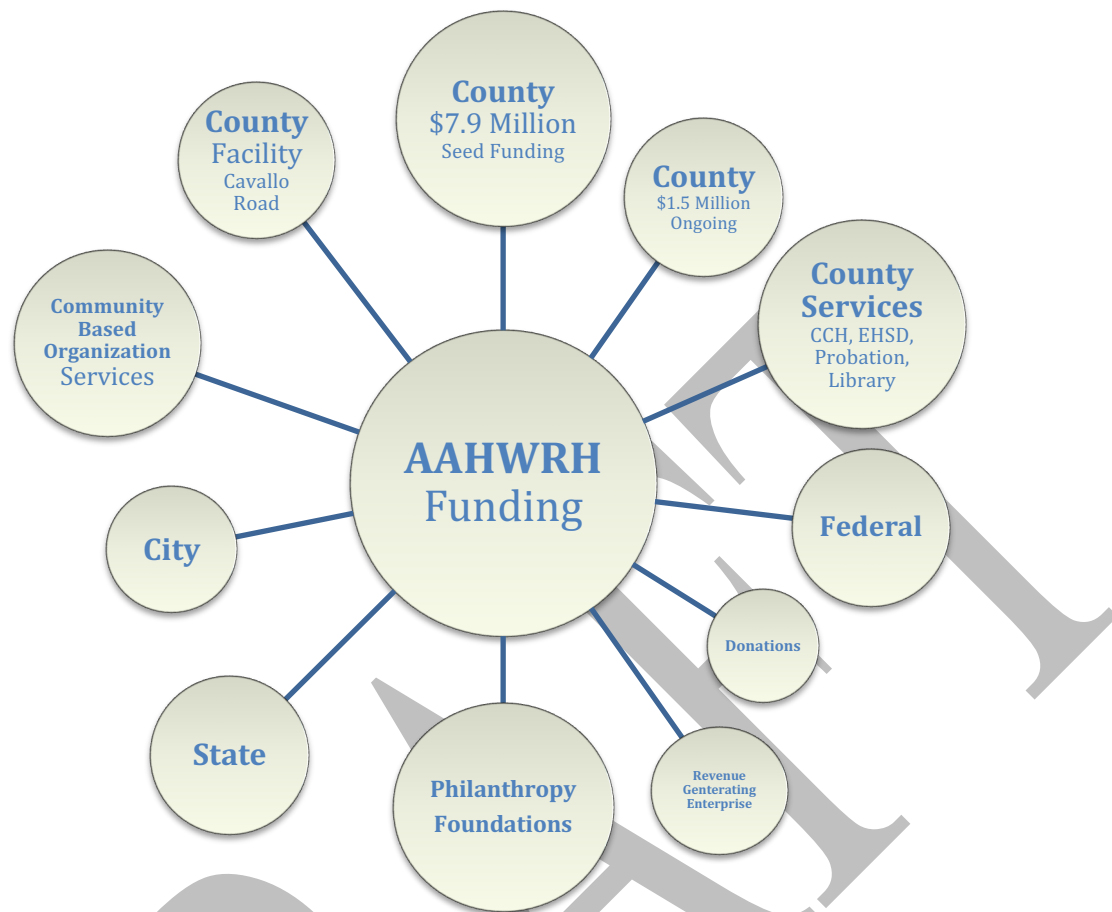 County
$7.9 Million
Seed Funding
County
Facility
Cavallo
Road
County
$1.5 Million
Ongoing
County
Services
CCH, EHSD,
Probation,
Library
Community
Based
Organization
Services
AAHWRH
Funding
Federal
City
Donations
State
Philanthropy
Foundations
Revenue
Genterating
Enterprise